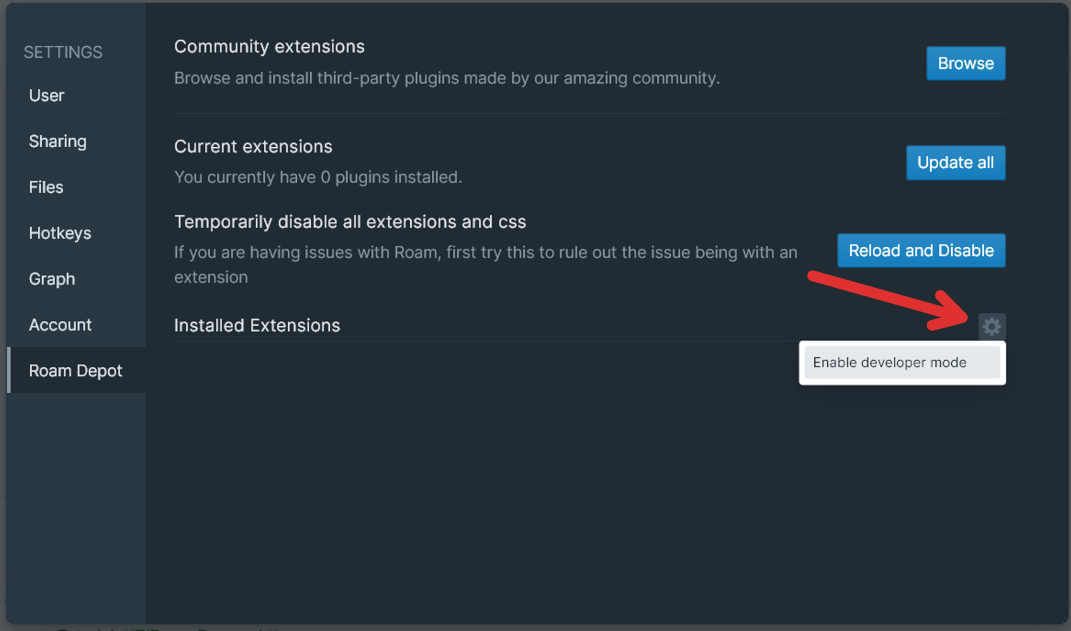 SETTINGS
User
Sharing
Files
Hotkeys
Graph
Account
Roam Depot
Community extensions
Browse and install third-party plugins made by our amazing community.
Browse
Current extensions
You currently have 0 plugins installed.
Update all
Temporarily disable all extensions and css
If you are having issues with Roam, first try this to rule out the issue being with an
extension
Reload and Disable
Installed Extensions
Enable developer mode